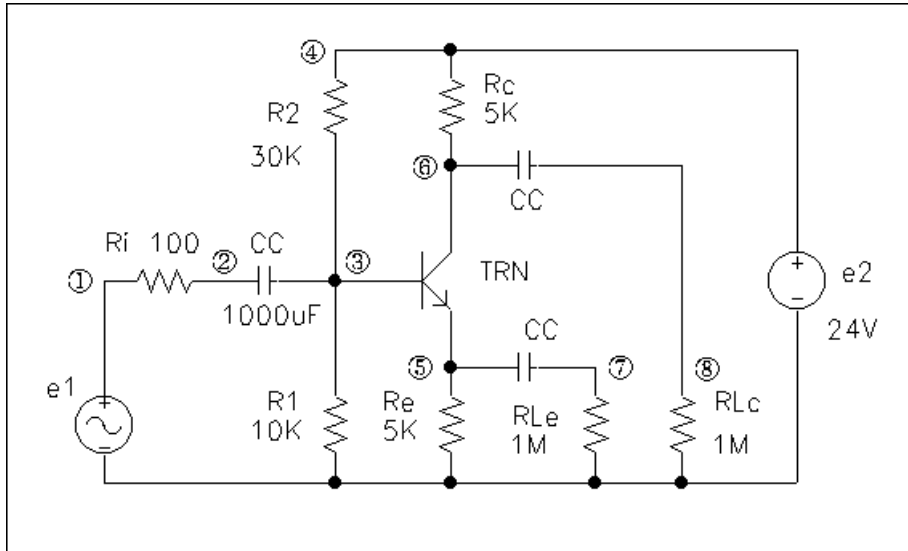 ④
R2
30K
Rc
5K
⑥
CC
Ri 100
②
CC
①
③
1000uF
TRN
e2
24V
CC
⑤
⑦
⑧
e1
R1
10K
Re
5K
RLe
1M
RLc
1M